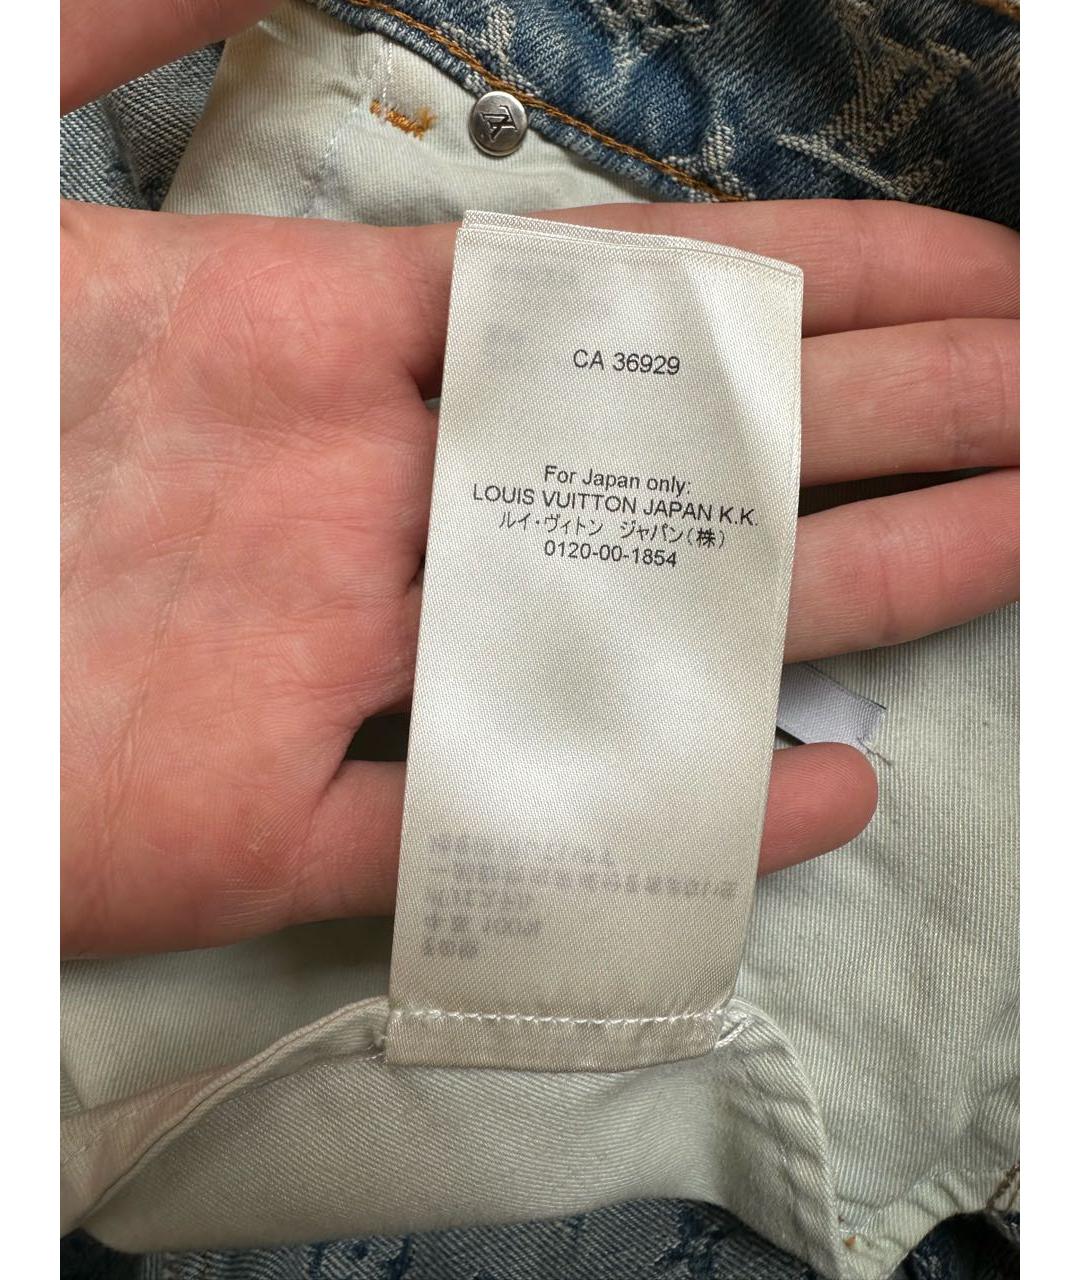 CA 36929
For Japan only:
LOUIS VUITTON JAPAN K.K.
ルイ・ヴィトン ジャパン(株)
0120-00-1854